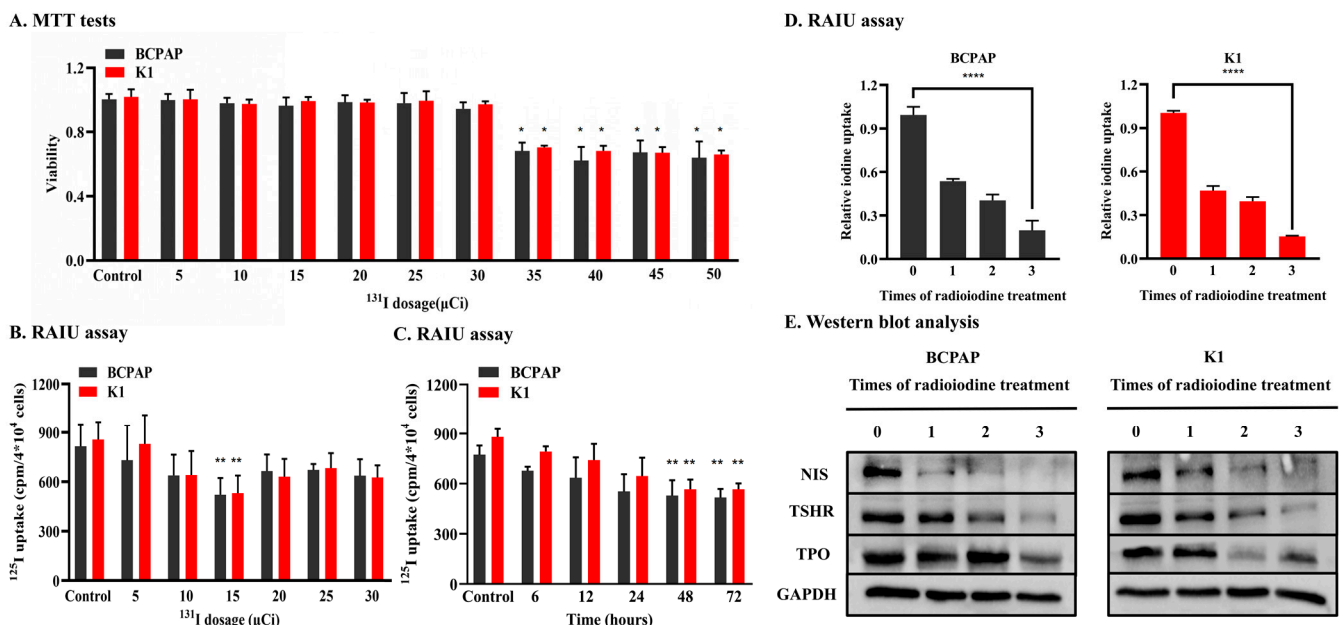 A. MTT tests
BCPAP
K1
Viability
1.2
0.9
0.6
0.4
0.0
* * * * * * * *
Control 5 10 15 20 25 30 35 40 45 50
¹³¹I dosage(μCi)
B. RAIU assay
BCPAP
K1
¹²⁵I uptake (cpm/4*10⁴ cells)
1200
900
600
300
0
** **
Control 5 10 15 20 25 30
¹³¹I dosage (μCi)
C. RAIU assay
BCPAP
K1
¹²⁵I uptake (cpm/4*10⁴ cells)
1200
900
600
300
0
** ** ** **
Control 6 12 24 48 72
Time (hours)
D. RAIU assay
BCPAP
****
Relative iodine uptake
1.2
0.9
0.6
0.3
0.0
0 1 2 3
Times of radioiodine treatment
K1
****
Relative iodine uptake
1.2
0.9
0.6
0.3
0.0
0 1 2 3
Times of radioiodine treatment
E. Western blot analysis
BCPAP
Times of radioiodine treatment
0 1 2 3
K1
Times of radioiodine treatment
0 1 2 3
NIS
TSHR
TPO
GAPDH